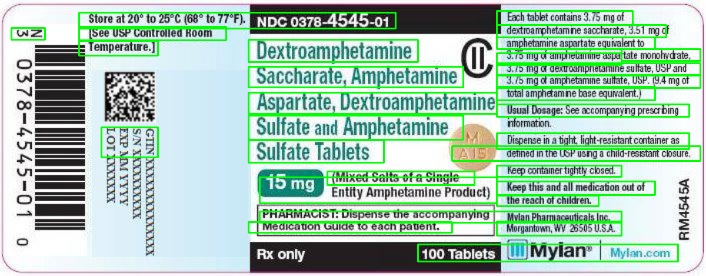 Store at 20° to 25°C (68° to 77°F).
[See USP Controlled Room
Temperature.]
N
3 0378-4545-01 0
GTIN XXXXXXXXXXXXXX
S/N XXXXXXXXXX
EXP MM YYYY
LOT XXXXXX
NDC 0378-4545-01
CII
Dextroamphetamine
Saccharate, Amphetamine
Aspartate, Dextroamphetamine
Sulfate and Amphetamine
Sulfate Tablets
M
A15
15 mg
(Mixed Salts of a Single
Entity Amphetamine Product)
PHARMACIST: Dispense the accompanying
Medication Guide to each patient.
Rx only
100 Tablets
Each tablet contains 3.75 mg of
dextroamphetamine saccharate, 3.51 mg of
amphetamine aspartate equivalent to
3.75 mg of amphetamine aspartate monohydrate,
3.75 mg of dextroamphetamine sulfate, USP and
3.75 mg of amphetamine sulfate, USP. (9.4 mg of
total amphetamine base equivalent.)
Usual Dosage: See accompanying prescribing
information.
Dispense in a tight, light-resistant container as
defined in the USP using a child-resistant closure.
Keep container tightly closed.
Keep this and all medication out of
the reach of children.
Mylan Pharmaceuticals Inc.
Morgantown, WV 26505 U.S.A.
Mylan®
Mylan.com
RM4545A